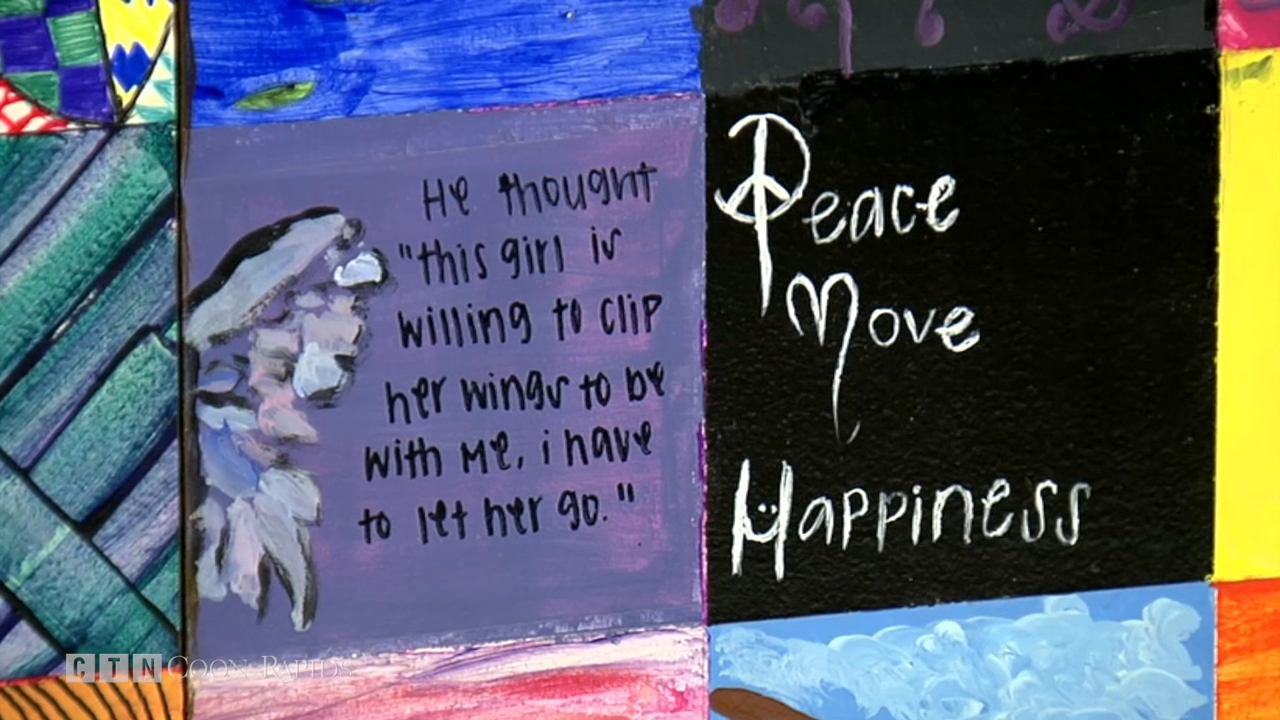 He thought
"this girl is
willing to clip
her wings to be
with me, i have
to let her go."
Peace
Move
Happiness
CTN COON RAPIDS